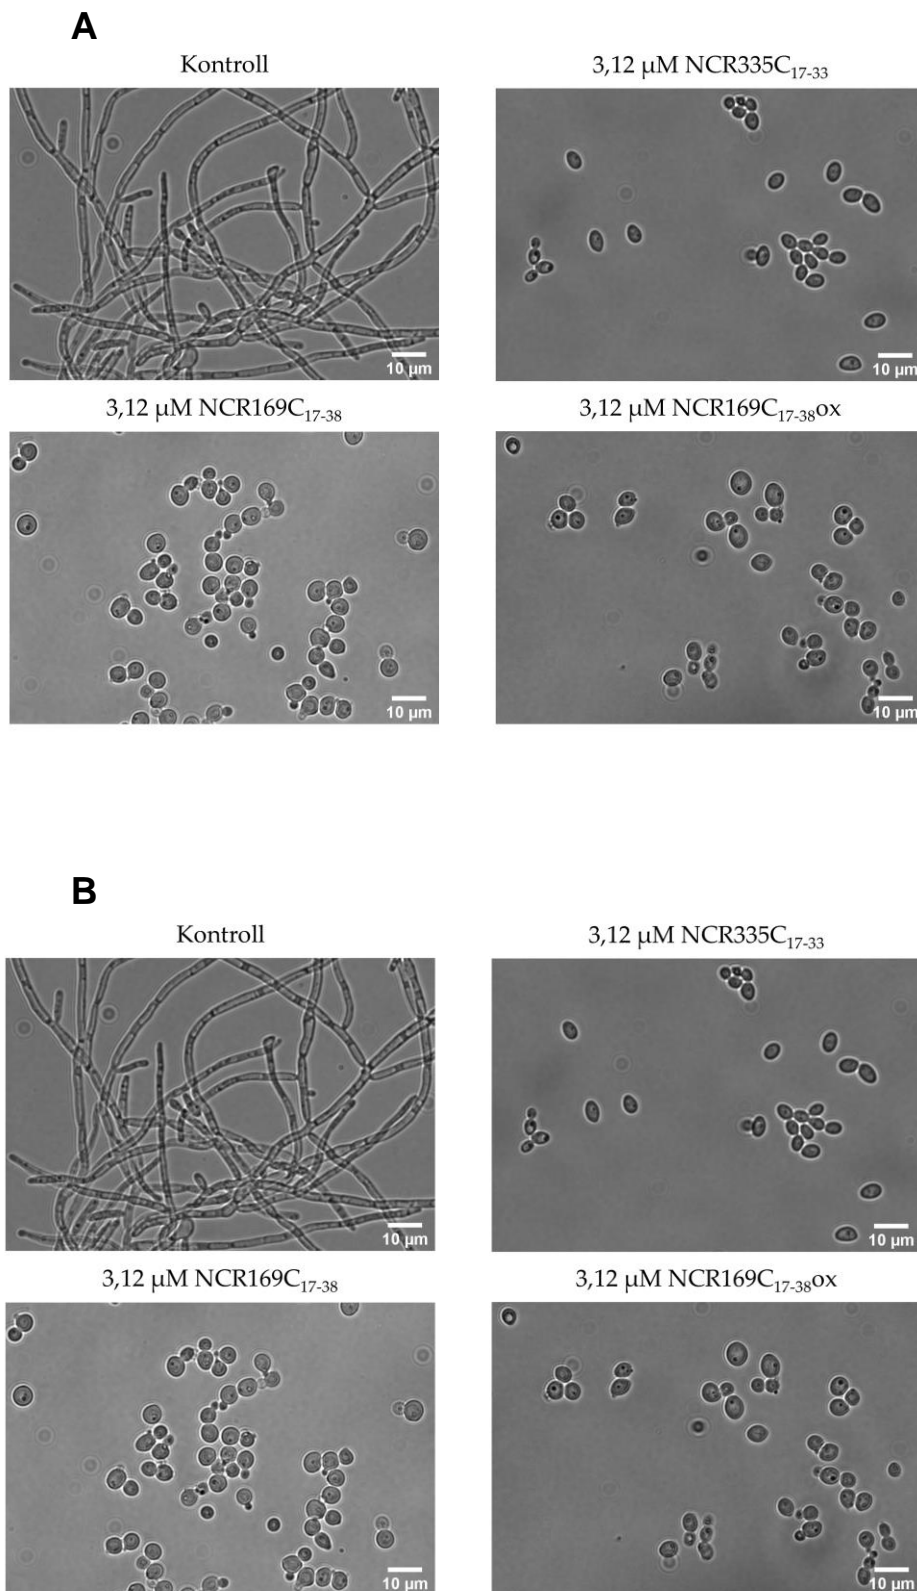 A
Kontroll
3,12 µM NCR335C17-33
10 µm
10 µm
3,12 µM NCR169C17-38
3,12 µM NCR169C17-38ox
10 µm
10 µm
B
Kontroll
3,12 µM NCR335C17-33
10 µm
10 µm
3,12 µM NCR169C17-38
3,12 µM NCR169C17-38ox
10 µm
10 µm